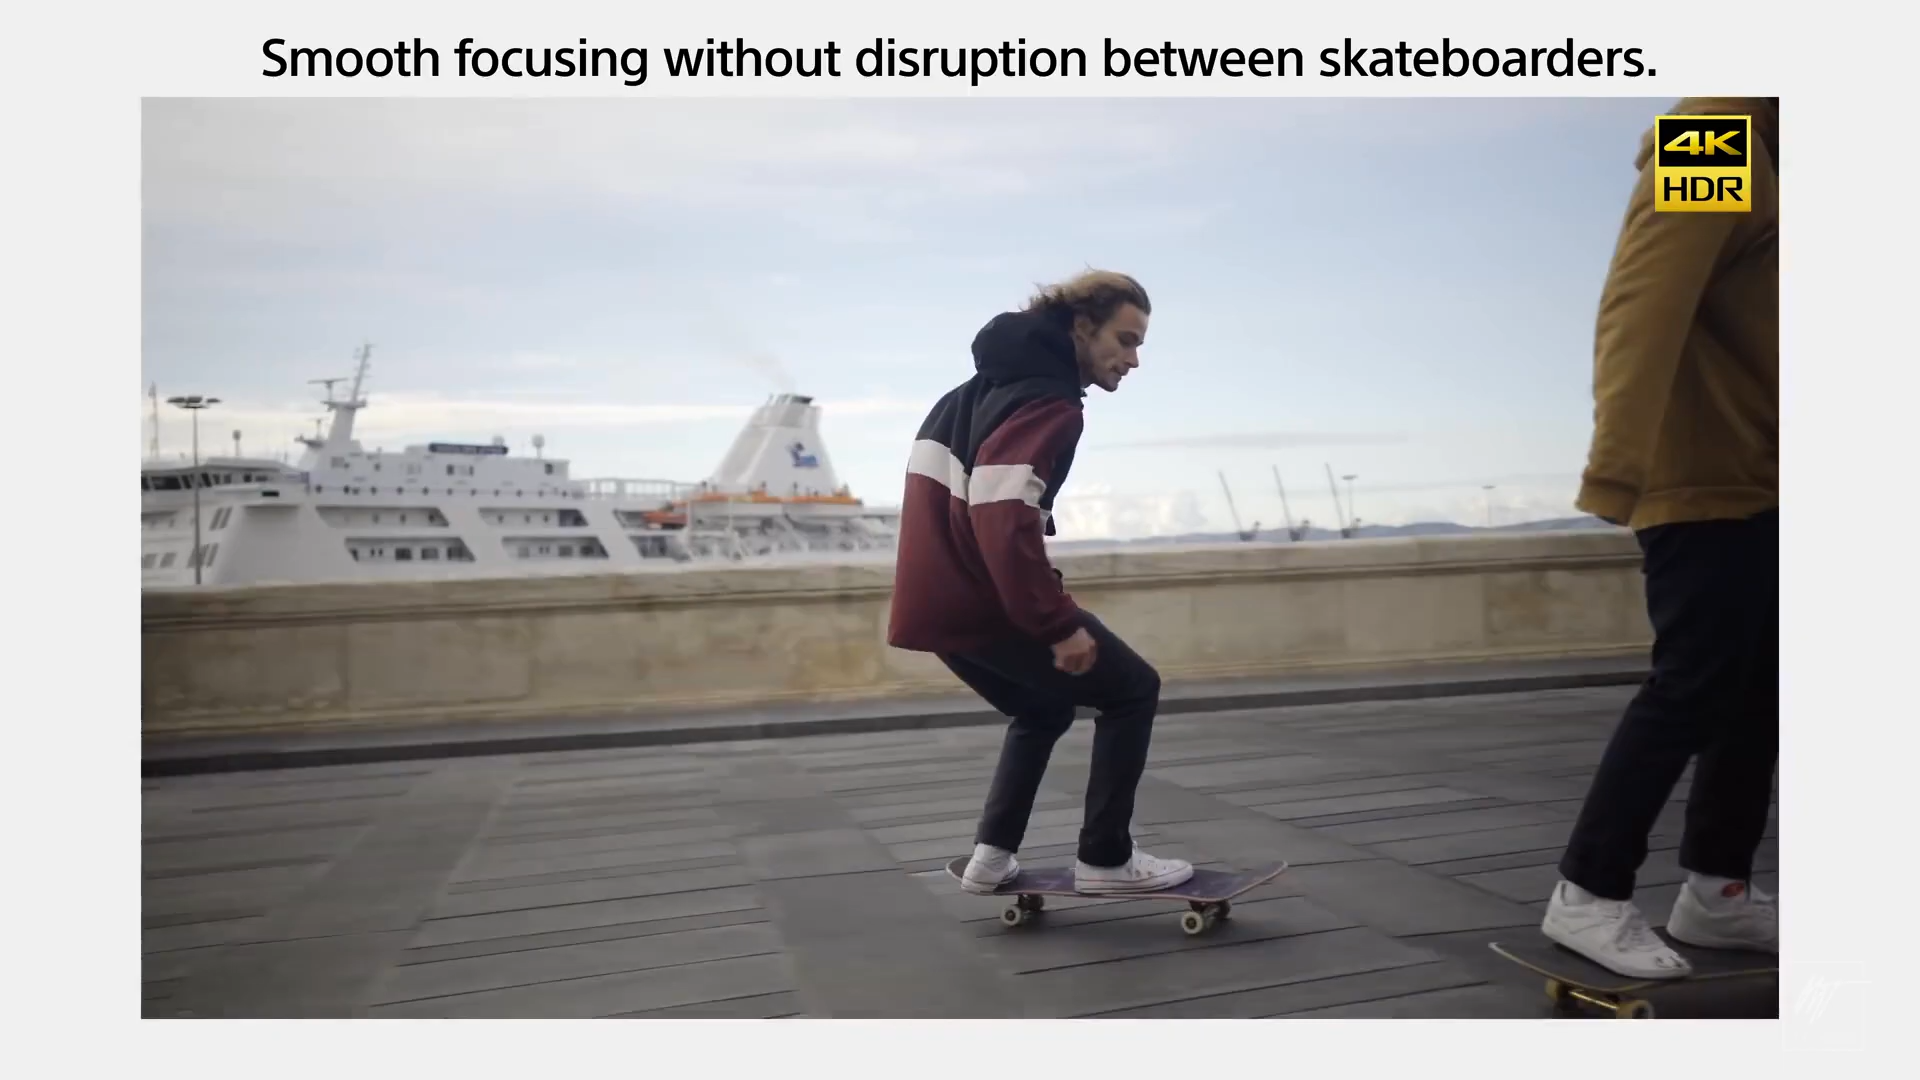 Smooth focusing without disruption between skateboarders.
4K
HDR